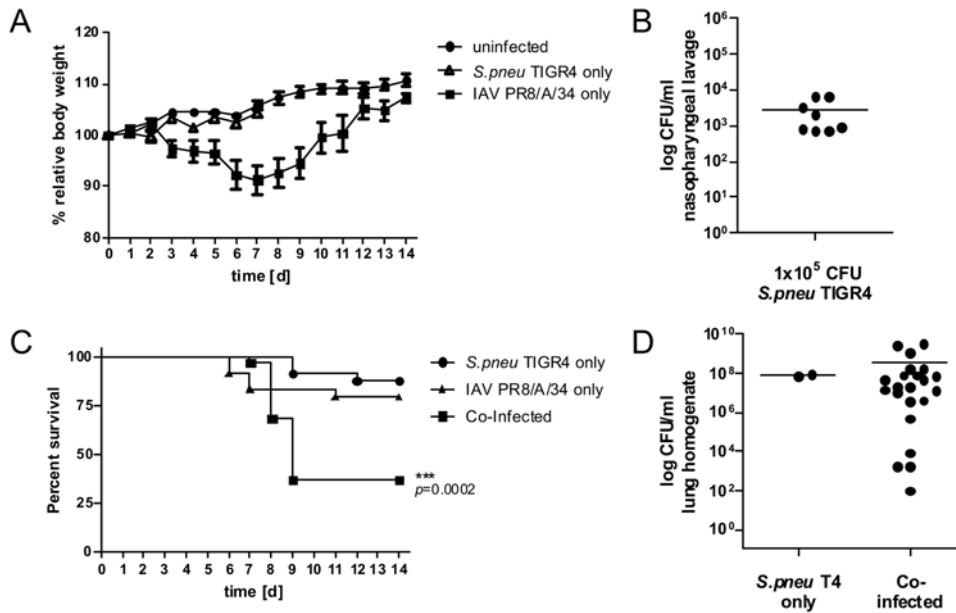 A
% relative body weight
120
110
100
90
80
0 1 2 3 4 5 6 7 8 9 10 11 12 13 14
time [d]
uninfected
S.pneu TIGR4 only
IAV PR8/A/34 only
B
log CFU/ml
nasopharyngeal lavage
10⁶
10⁵
10⁴
10³
10²
10¹
10⁰
1x10⁵ CFU
S.pneu TIGR4
C
Percent survival
100
75
50
25
0 1 2 3 4 5 6 7 8 9 10 11 12 13 14
time [d]
S.pneu TIGR4 only
IAV PR8/A/34 only
Co-Infected
***
p=0.0002
D
log CFU/ml
lung homogenate
10¹⁰
10⁸
10⁶
10⁴
10²
10⁰
S.pneu T4
only
Co-
infected